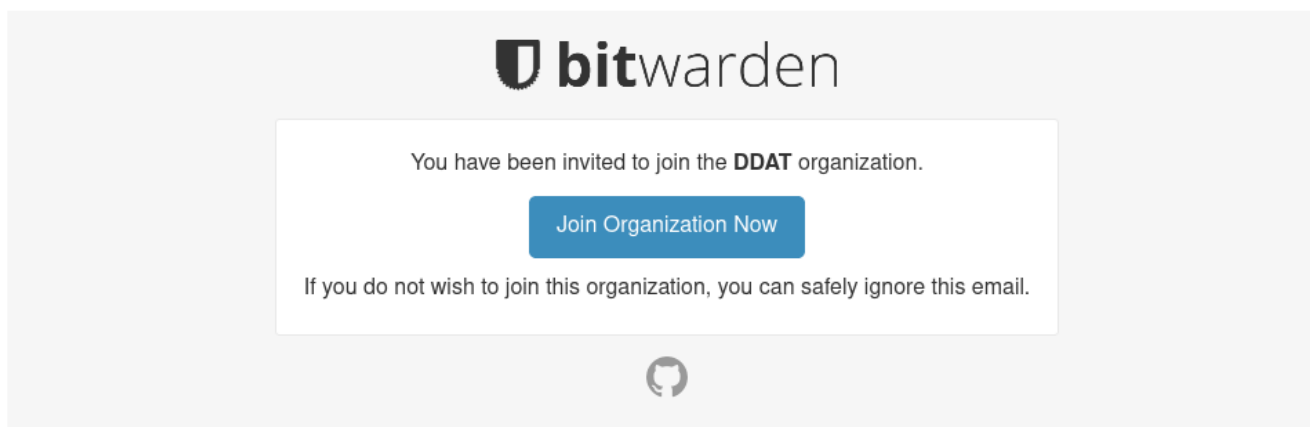 bitwarden
You have been invited to join the DDAT organization.
Join Organization Now
If you do not wish to join this organization, you can safely ignore this email.